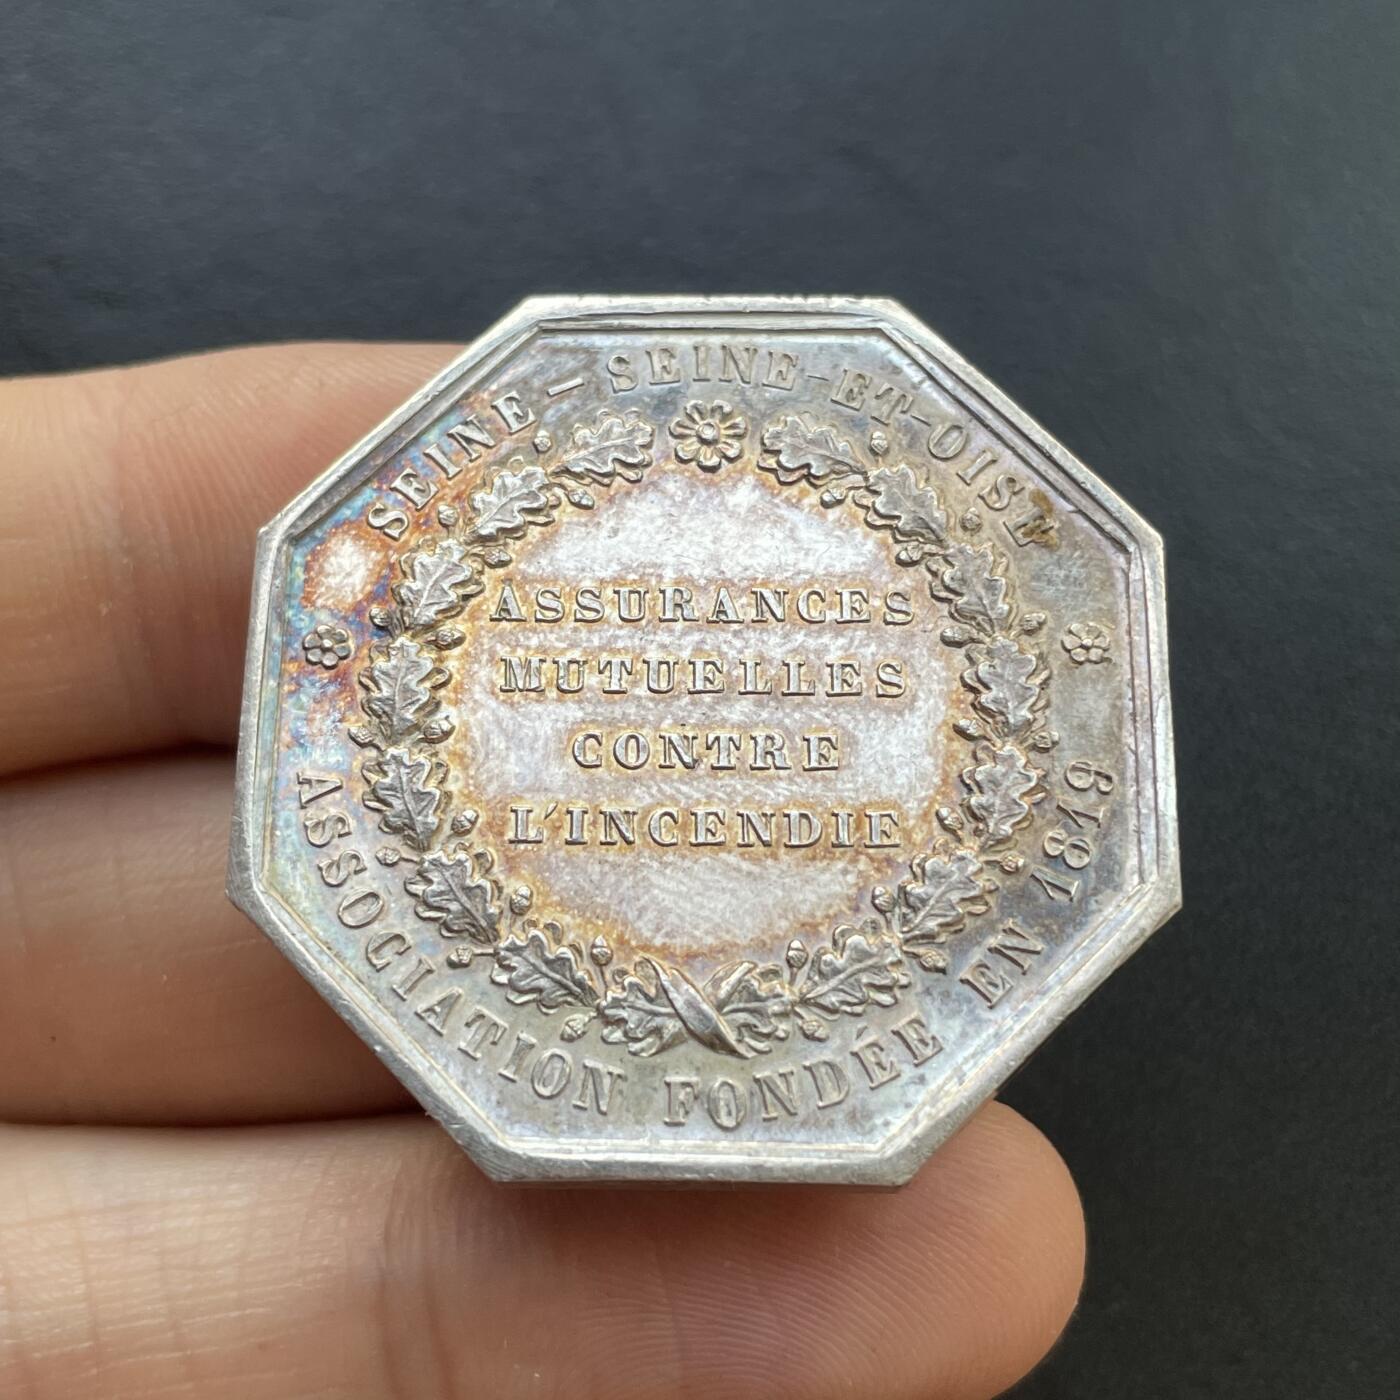 SEINE - SEINE-ET-OISE
ASSURANCES
MUTUELLES
CONTRE
L'INCENDIE
ASSOCIATION FONDÉE EN 1819